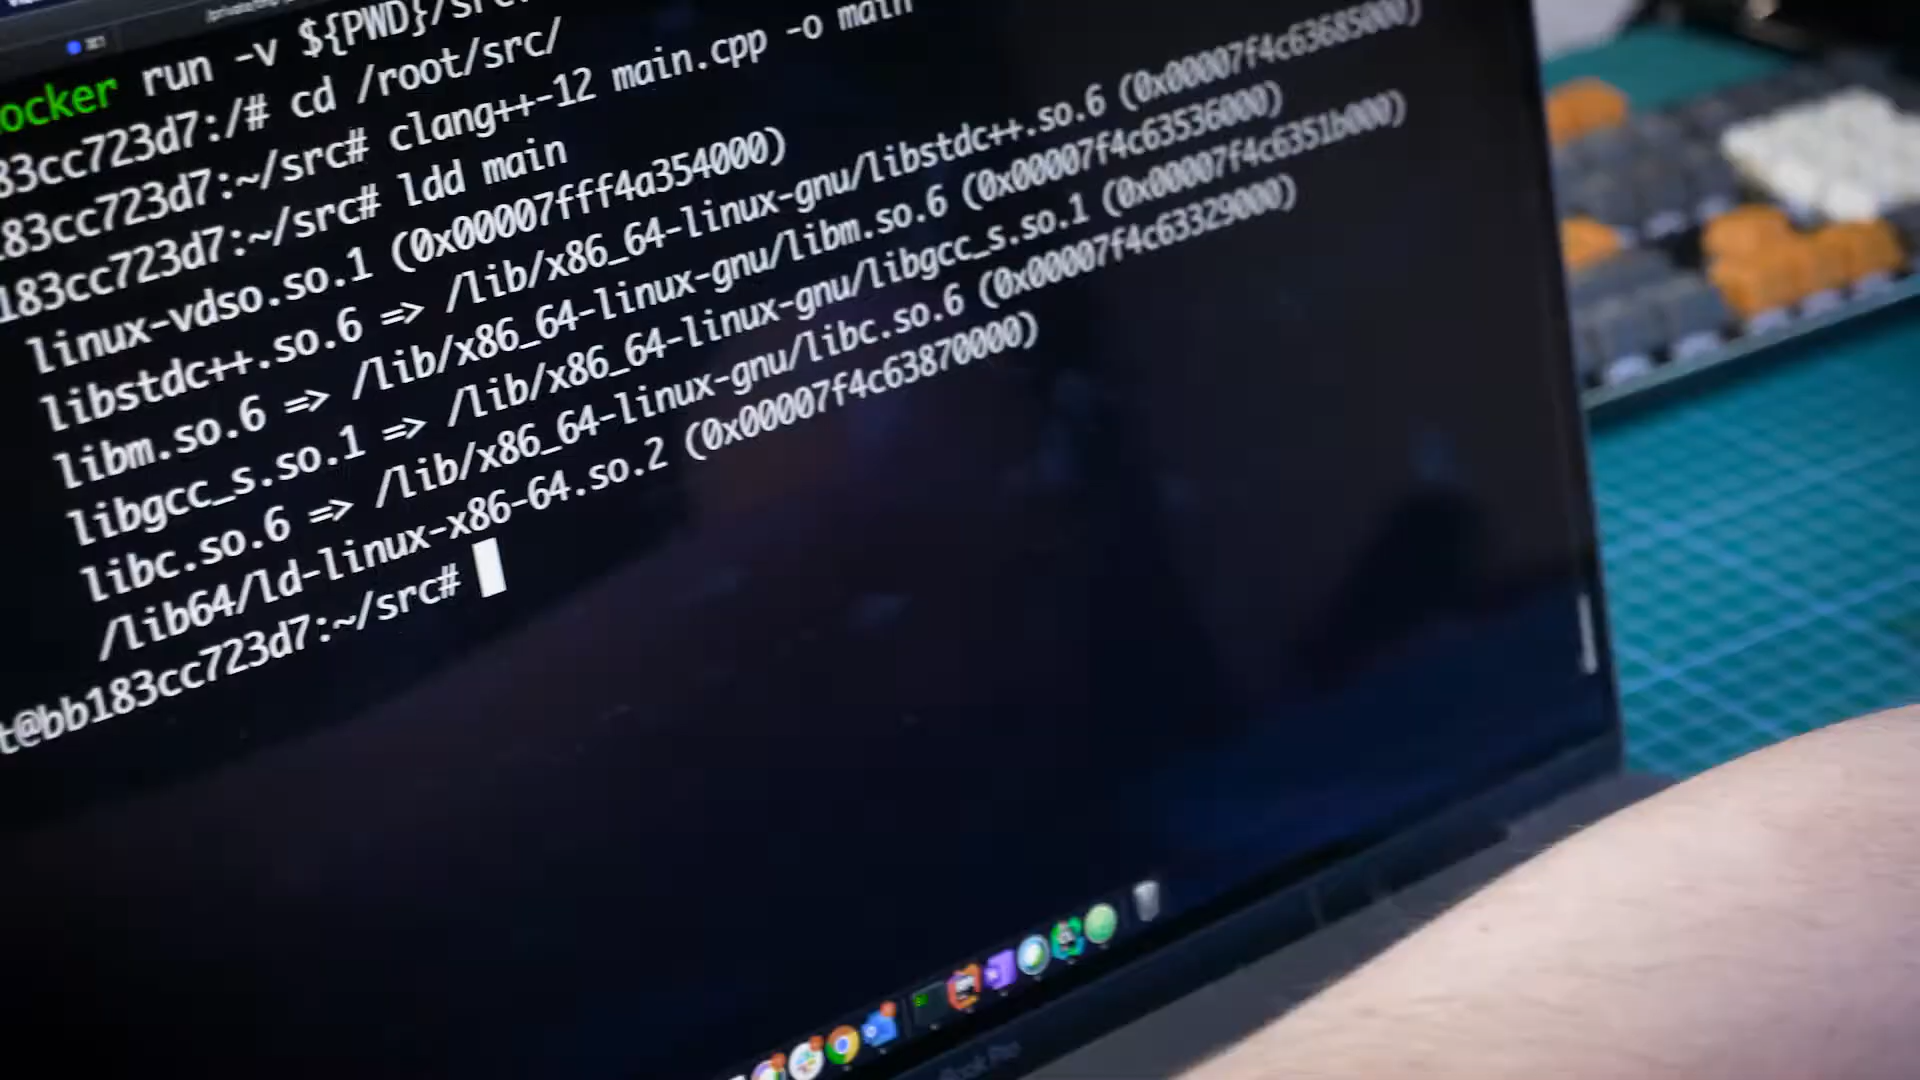 ocker run -v ${PWD}/src
83cc723d7:/# cd /root/src/
183cc723d7:~/src# clang++-12 main.cpp -o main
183cc723d7:~/src# ldd main
linux-vdso.so.1 (0x00007fff4a354000)
libstdc++.so.6 => /lib/x86_64-linux-gnu/libstdc++.so.6 (0x00007f4c63685000)
libm.so.6 => /lib/x86_64-linux-gnu/libm.so.6 (0x00007f4c63536000)
libgcc_s.so.1 => /lib/x86_64-linux-gnu/libgcc_s.so.1 (0x00007f4c6351b000)
libc.so.6 => /lib/x86_64-linux-gnu/libc.so.6 (0x00007f4c63329000)
/lib64/ld-linux-x86-64.so.2 (0x00007f4c63870000)
t@bb183cc723d7:~/src#